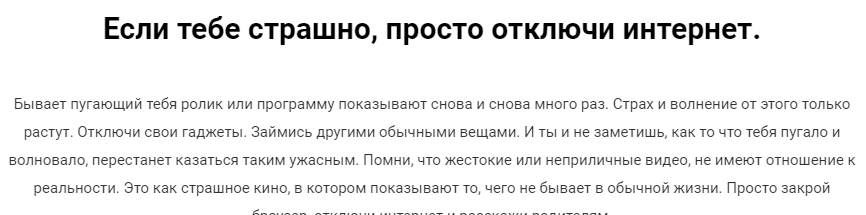 Если тебе страшно, просто отключи интернет.
Бывает пугающий тебя ролик или программу показывают снова и снова много раз. Страх и волнение от этого только
растут. Отключи свои гаджеты. Займись другими обычными вещами. И ты и не заметишь, как то что тебя пугало и
волновало, перестанет казаться таким ужасным. Помни, что жестокие или неприличные видео, не имеют отношение к
реальности. Это как страшное кино, в котором показывают то, чего не бывает в обычной жизни. Просто закрой
браузер, отключи интернет и расскажи родителям.